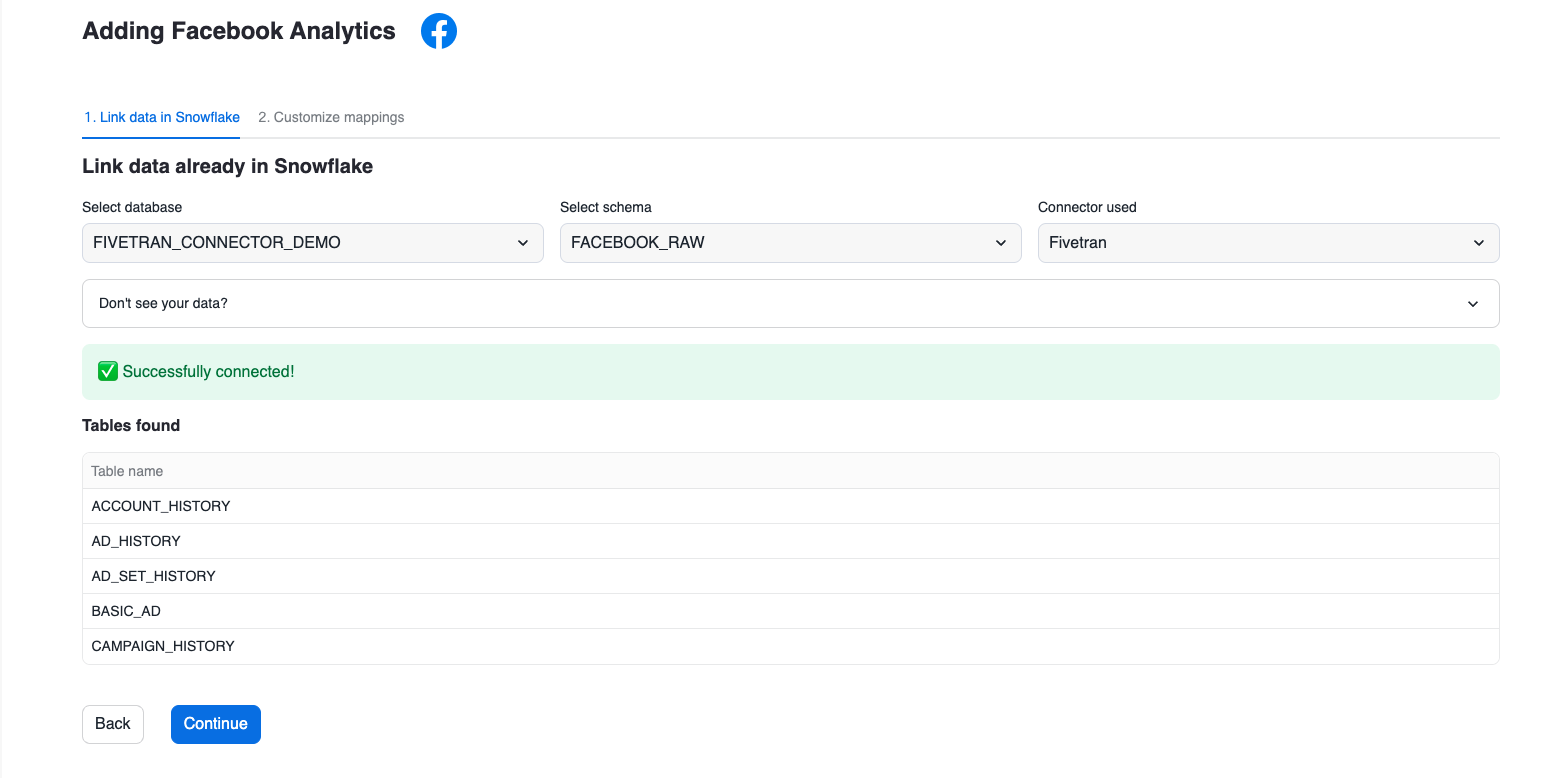 Adding Facebook Analytics
1. Link data in Snowflake 2. Customize mappings
Link data already in Snowflake
Select database Select schema Connector used
FIVETRAN_CONNECTOR_DEMO FACEBOOK_RAW Fivetran
Don't see your data?
✅ Successfully connected!
Tables found
Table name
ACCOUNT_HISTORY
AD_HISTORY
AD_SET_HISTORY
BASIC_AD
CAMPAIGN_HISTORY
Back Continue